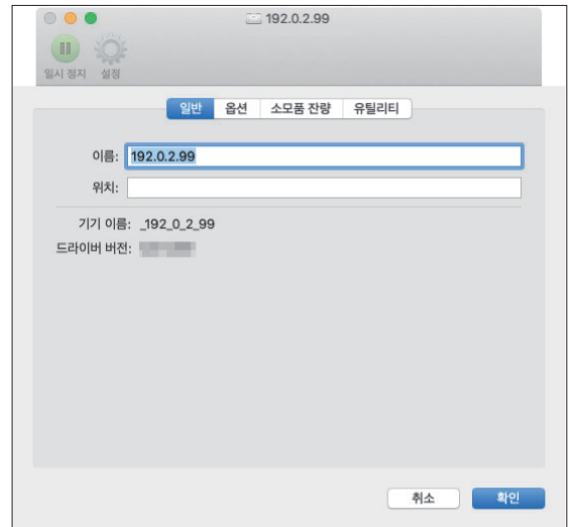 192.0.2.99
일시 정지 설정
일반 옵션 소모품 잔량 유틸리티
이름: 192.0.2.99
위치:
기기 이름: _192_0_2_99
드라이버 버전:
취소 확인